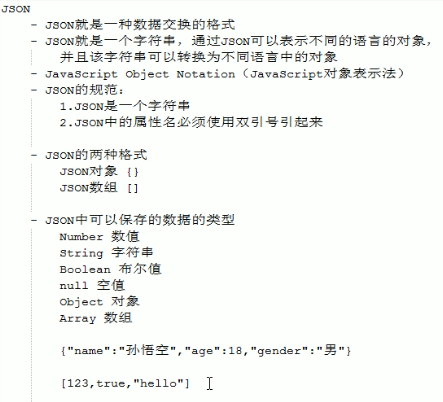 JSON
- JSON就是一种数据交换的格式
- JSON就是一个字符串，通过JSON可以表示不同的语言的对象，
并且该字符串可以转换为不同语言中的对象
- JavaScript Object Notation（JavaScript对象表示法）
- JSON的规范：
1.JSON是一个字符串
2.JSON中的属性名必须使用双引号引起来
- JSON的两种格式
JSON对象 {}
JSON数组 []
- JSON中可以保存的数据的类型
Number 数值
String 字符串
Boolean 布尔值
null 空值
Object 对象
Array 数组
{"name":"孙悟空","age":18,"gender":"男"}
[123,true,"hello"]